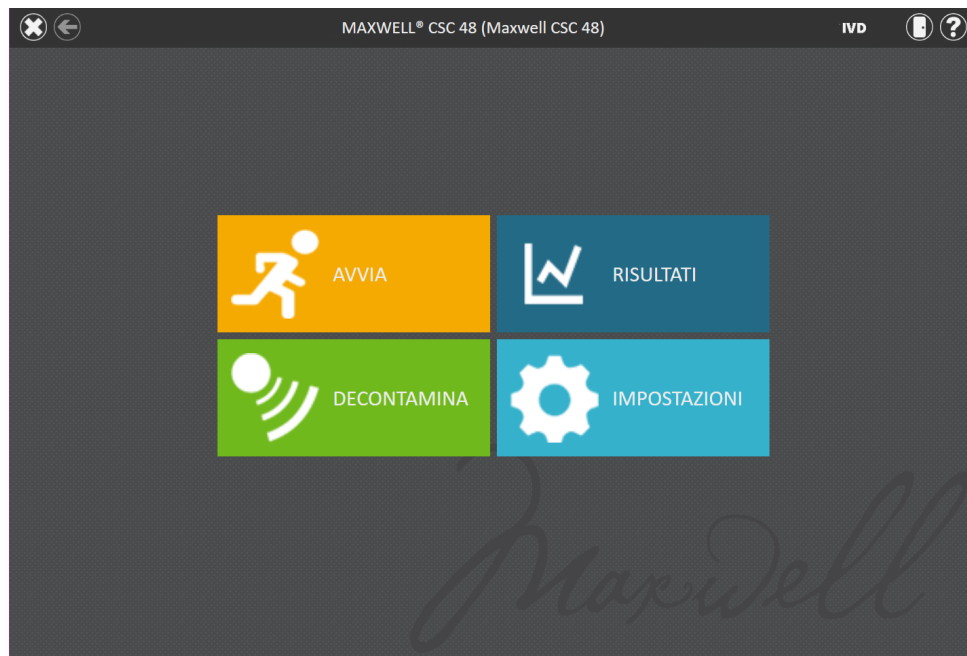 MAXWELL® CSC 48 (Maxwell CSC 48) IVD ?
AVVIA RISULTATI
DECONTAMINA IMPOSTAZIONI
Maxwell